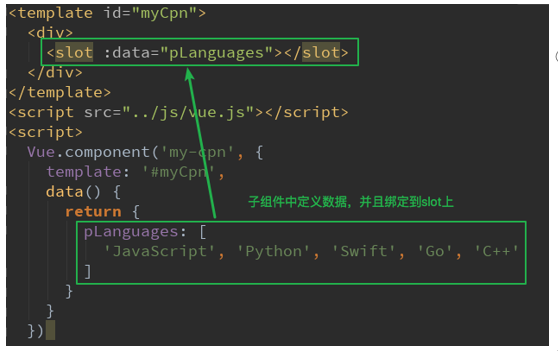 <template id="myCpn">
<div>
<slot :data="pLanguages"></slot>
</div>
</template>
<script src="../js/vue.js"></script>
<script>
Vue.component('my-cpn', {
template: '#myCpn',
data() {
return {
子组件中定义数据，并且绑定到slot上
pLanguages: [
'JavaScript', 'Python', 'Swift', 'Go', 'C++'
]
}
}
})